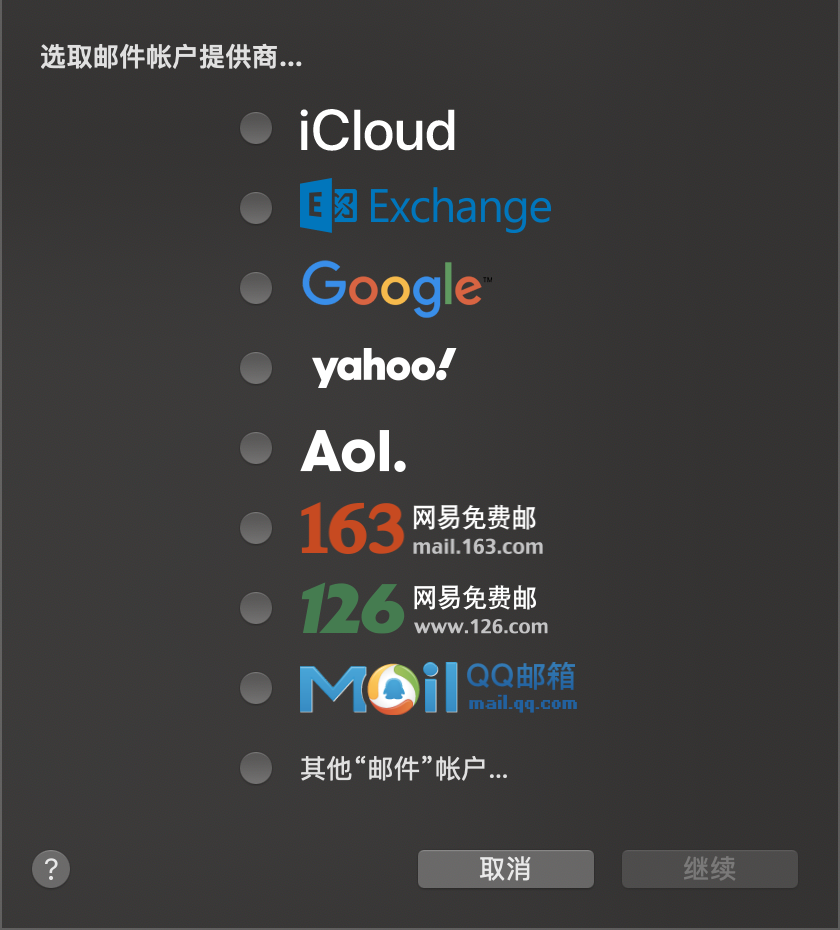 选取邮件帐户提供商...
iCloud
Exchange
Google™
yahoo!
Aol.
163 网易免费邮
mail.163.com
126 网易免费邮
www.126.com
Mail QQ邮箱
mail.qq.com
其他“邮件”帐户...
? 取消 继续